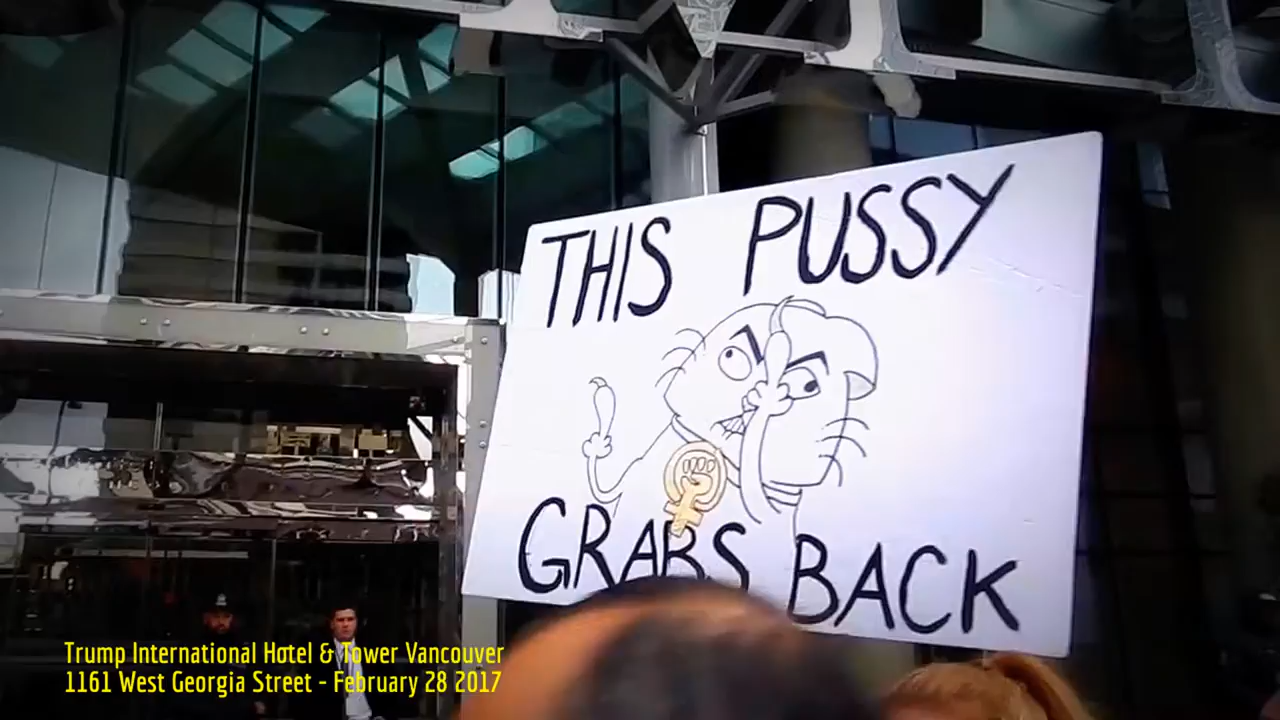 THIS PUSSY
GRABS BACK
Trump International Hotel & Tower Vancouver
1161 West Georgia Street - February 28 2017